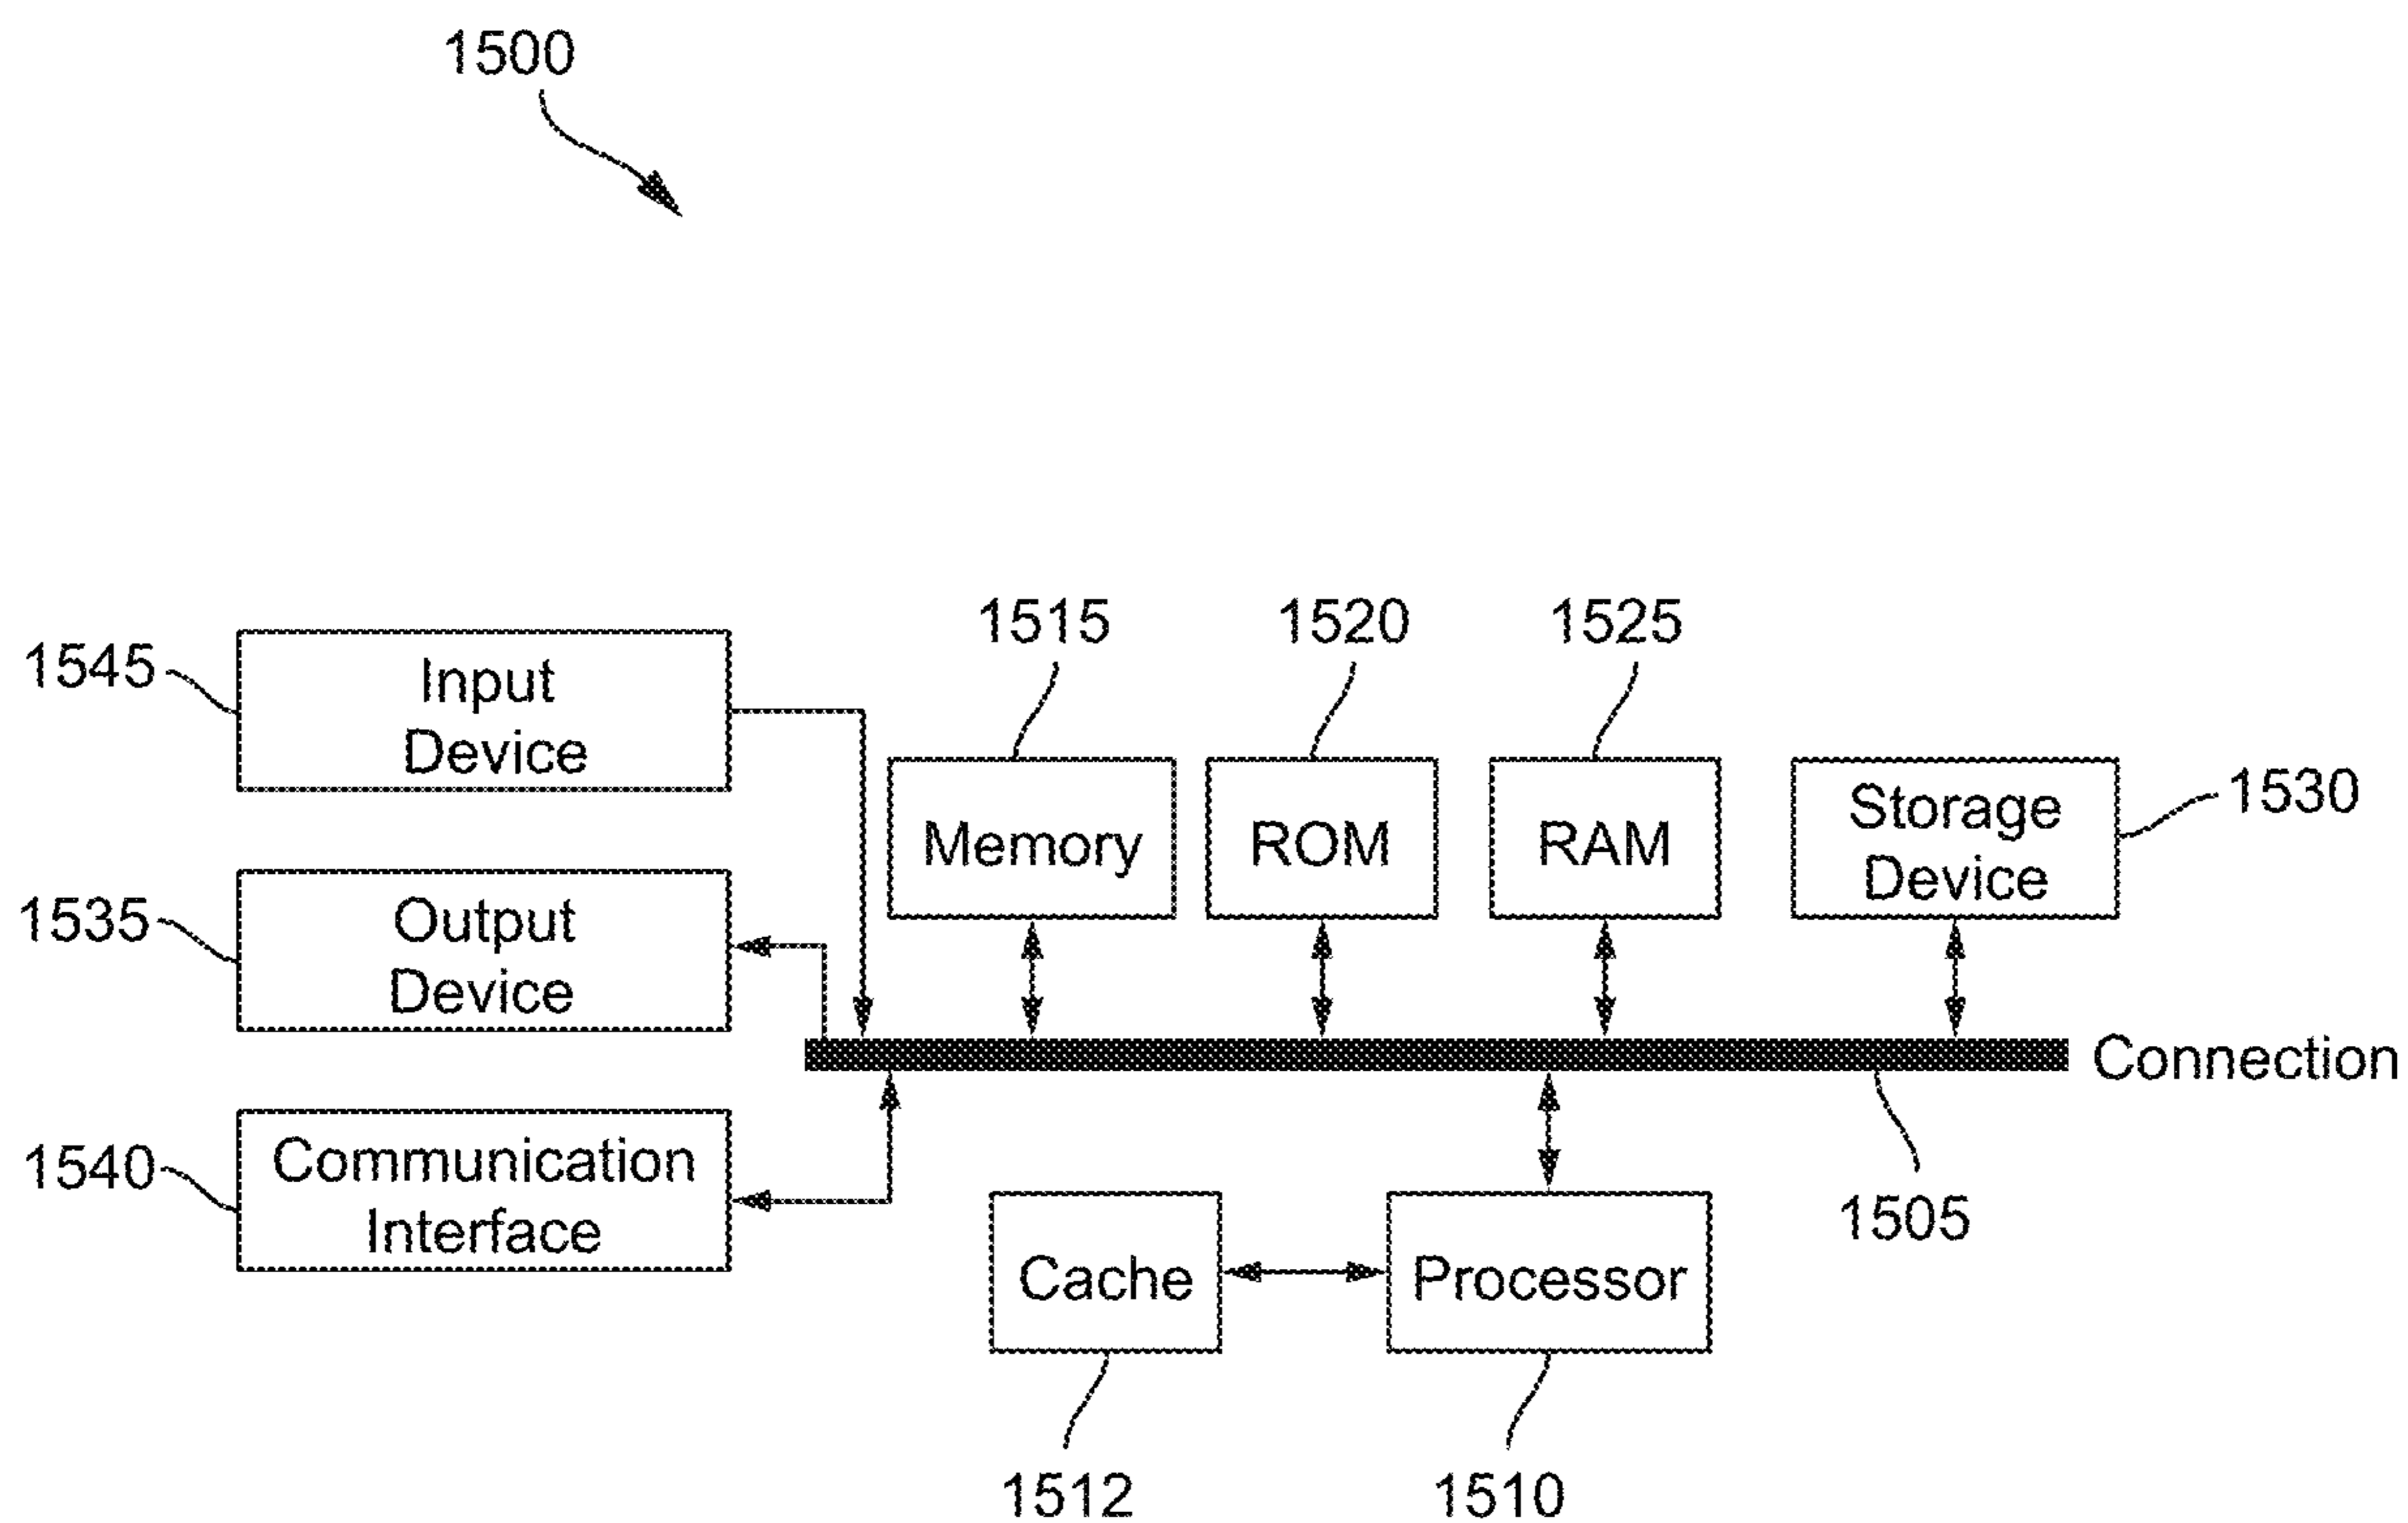 1500
1515
1520
1525
1545
Input
Device
1530
Memory
ROM
RAM
Storage
Device
1535
Output
Device
Connection
1540
Communication
Interface
1505
Cache
Processor
1512
1510